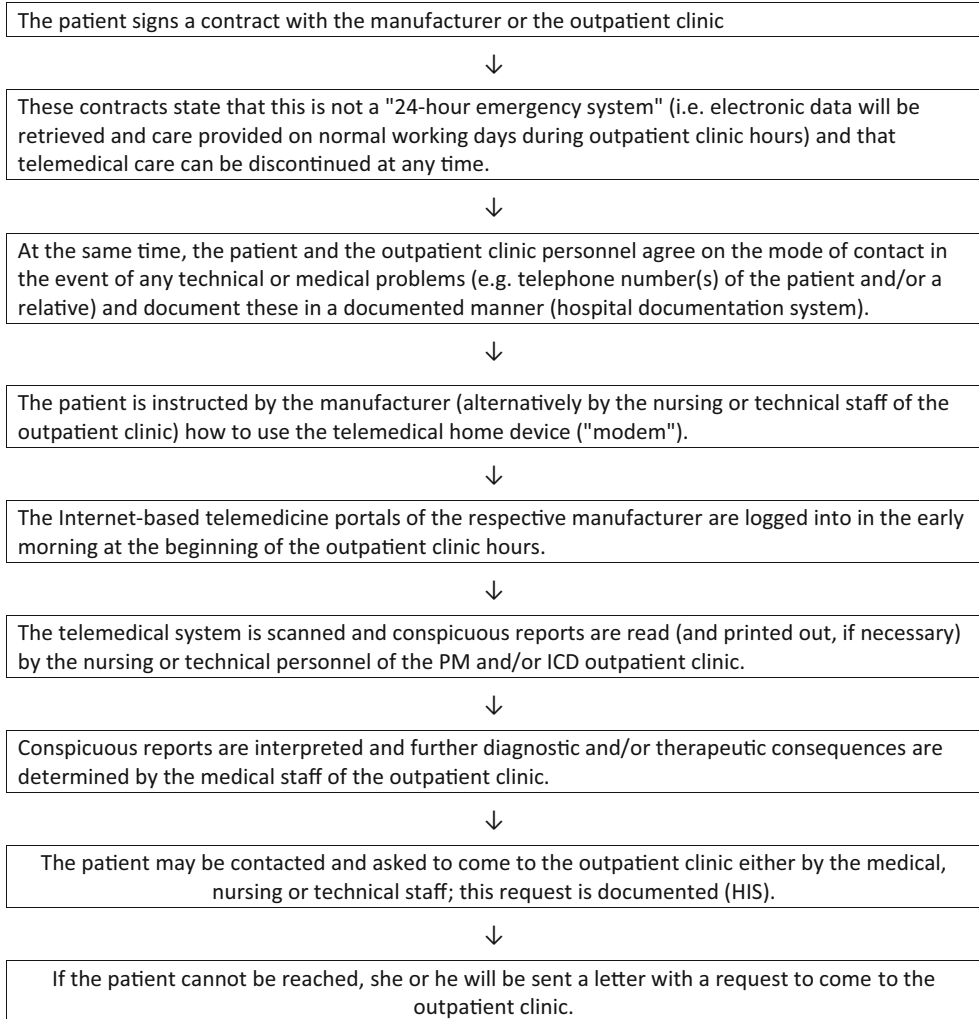 The patient signs a contract with the manufacturer or the outpatient clinic
↓
These contracts state that this is not a "24-hour emergency system" (i.e. electronic data will be
retrieved and care provided on normal working days during outpatient clinic hours) and that
telemedical care can be discontinued at any time.
↓
At the same time, the patient and the outpatient clinic personnel agree on the mode of contact in
the event of any technical or medical problems (e.g. telephone number(s) of the patient and/or a
relative) and document these in a documented manner (hospital documentation system).
↓
The patient is instructed by the manufacturer (alternatively by the nursing or technical staff of the
outpatient clinic) how to use the telemedical home device ("modem").
↓
The Internet-based telemedicine portals of the respective manufacturer are logged into in the early
morning at the beginning of the outpatient clinic hours.
↓
The telemedical system is scanned and conspicuous reports are read (and printed out, if necessary)
by the nursing or technical personnel of the PM and/or ICD outpatient clinic.
↓
Conspicuous reports are interpreted and further diagnostic and/or therapeutic consequences are
determined by the medical staff of the outpatient clinic.
↓
The patient may be contacted and asked to come to the outpatient clinic either by the medical,
nursing or technical staff; this request is documented (HIS).
↓
If the patient cannot be reached, she or he will be sent a letter with a request to come to the
outpatient clinic.